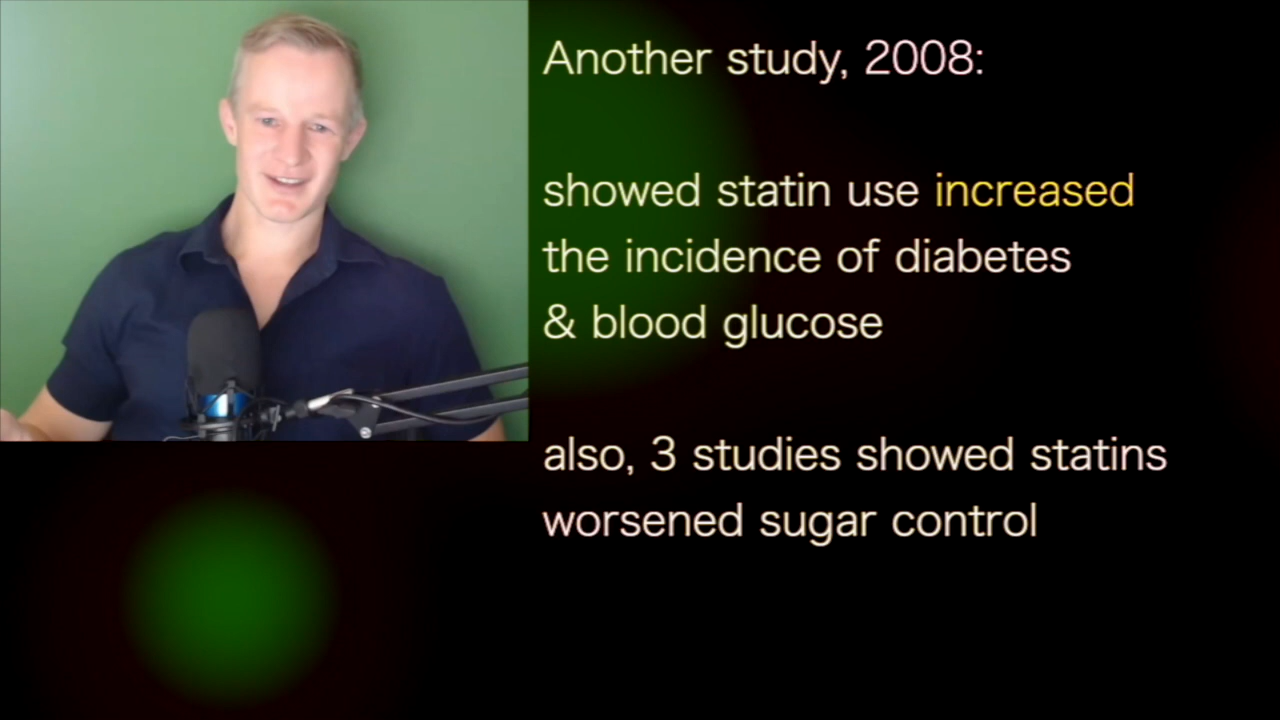 Another study, 2008:
showed statin use increased
the incidence of diabetes
& blood glucose
also, 3 studies showed statins
worsened sugar control